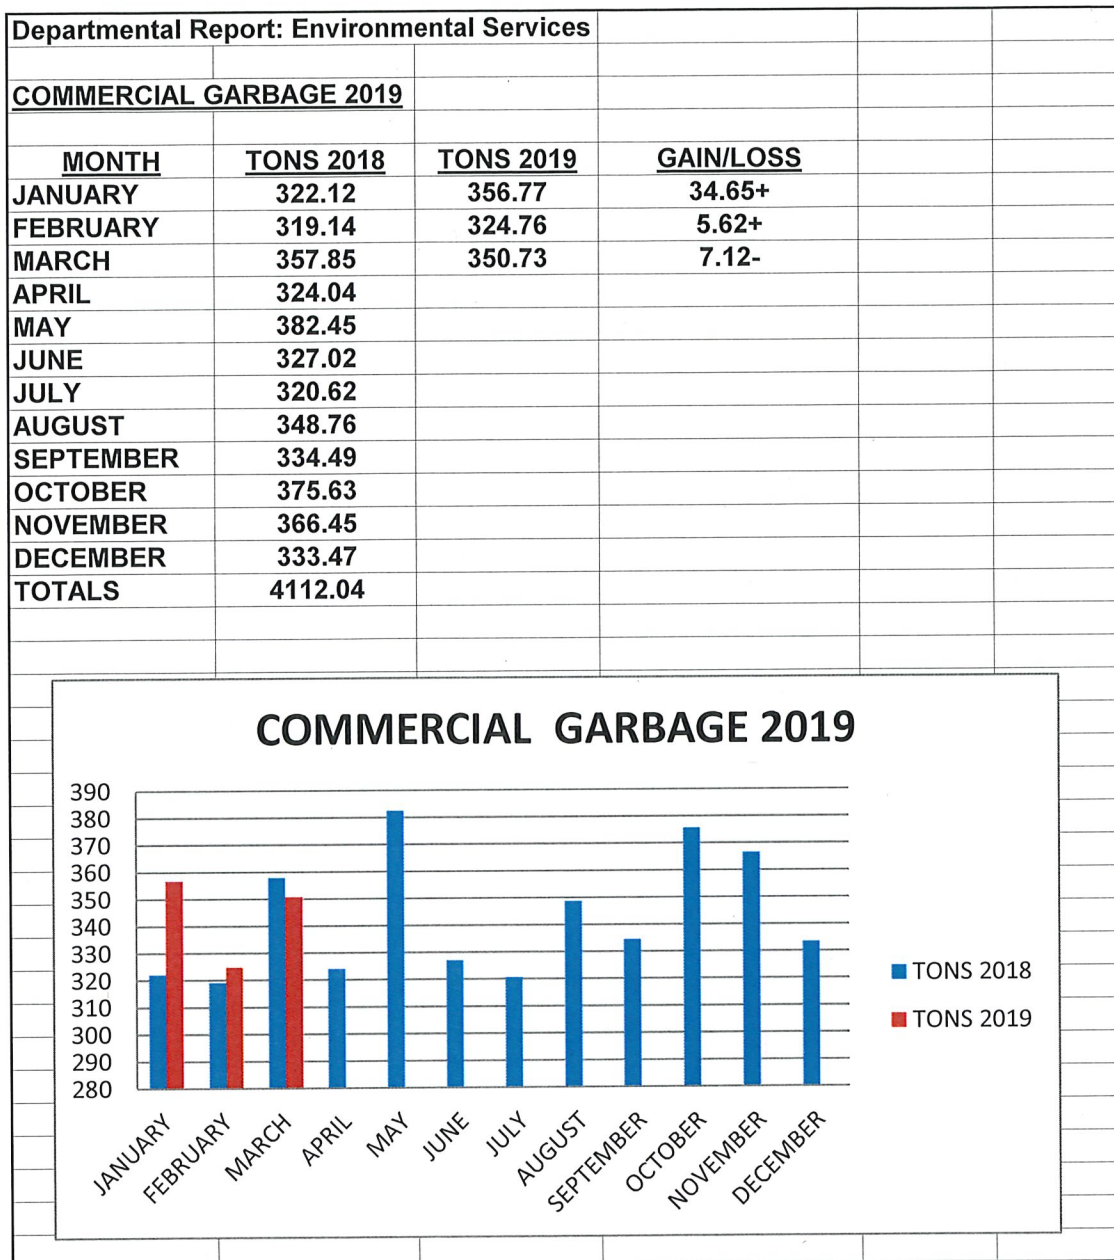 Departmental Report: Environmental Services
COMMERCIAL GARBAGE 2019
MONTH TONS 2018 TONS 2019 GAIN/LOSS
JANUARY 322.12 356.77 34.65+
FEBRUARY 319.14 324.76 5.62+
MARCH 357.85 350.73 7.12-
APRIL 324.04
MAY 382.45
JUNE 327.02
JULY 320.62
AUGUST 348.76
SEPTEMBER 334.49
OCTOBER 375.63
NOVEMBER 366.45
DECEMBER 333.47
TOTALS 4112.04
COMMERCIAL GARBAGE 2019
390
380
370
360
350
340
330
320
310
300
290
280
JANUARY
FEBRUARY
MARCH
APRIL
MAY
JUNE
JULY
AUGUST
SEPTEMBER
OCTOBER
NOVEMBER
DECEMBER
TONS 2018
TONS 2019